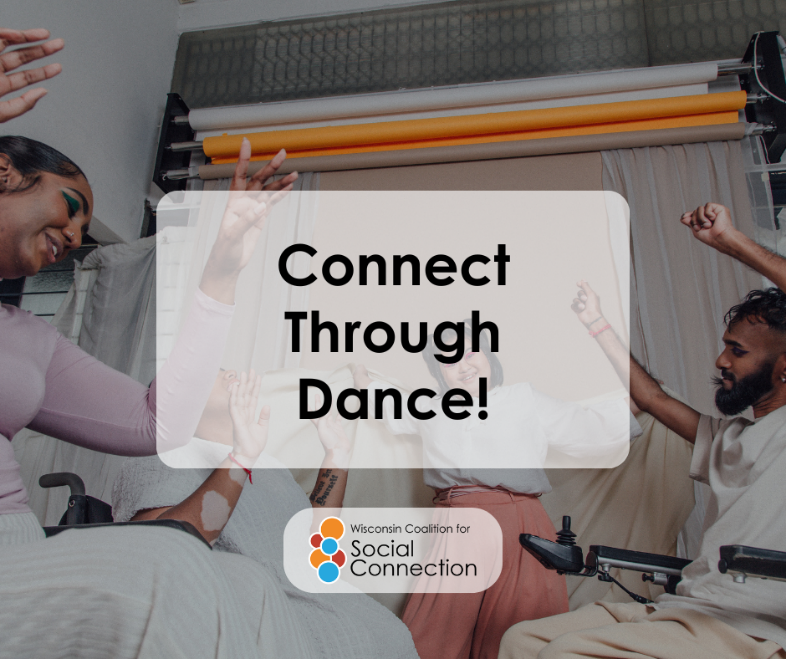 Connect
Through
Dance!
Wisconsin Coalition for
Social
Connection